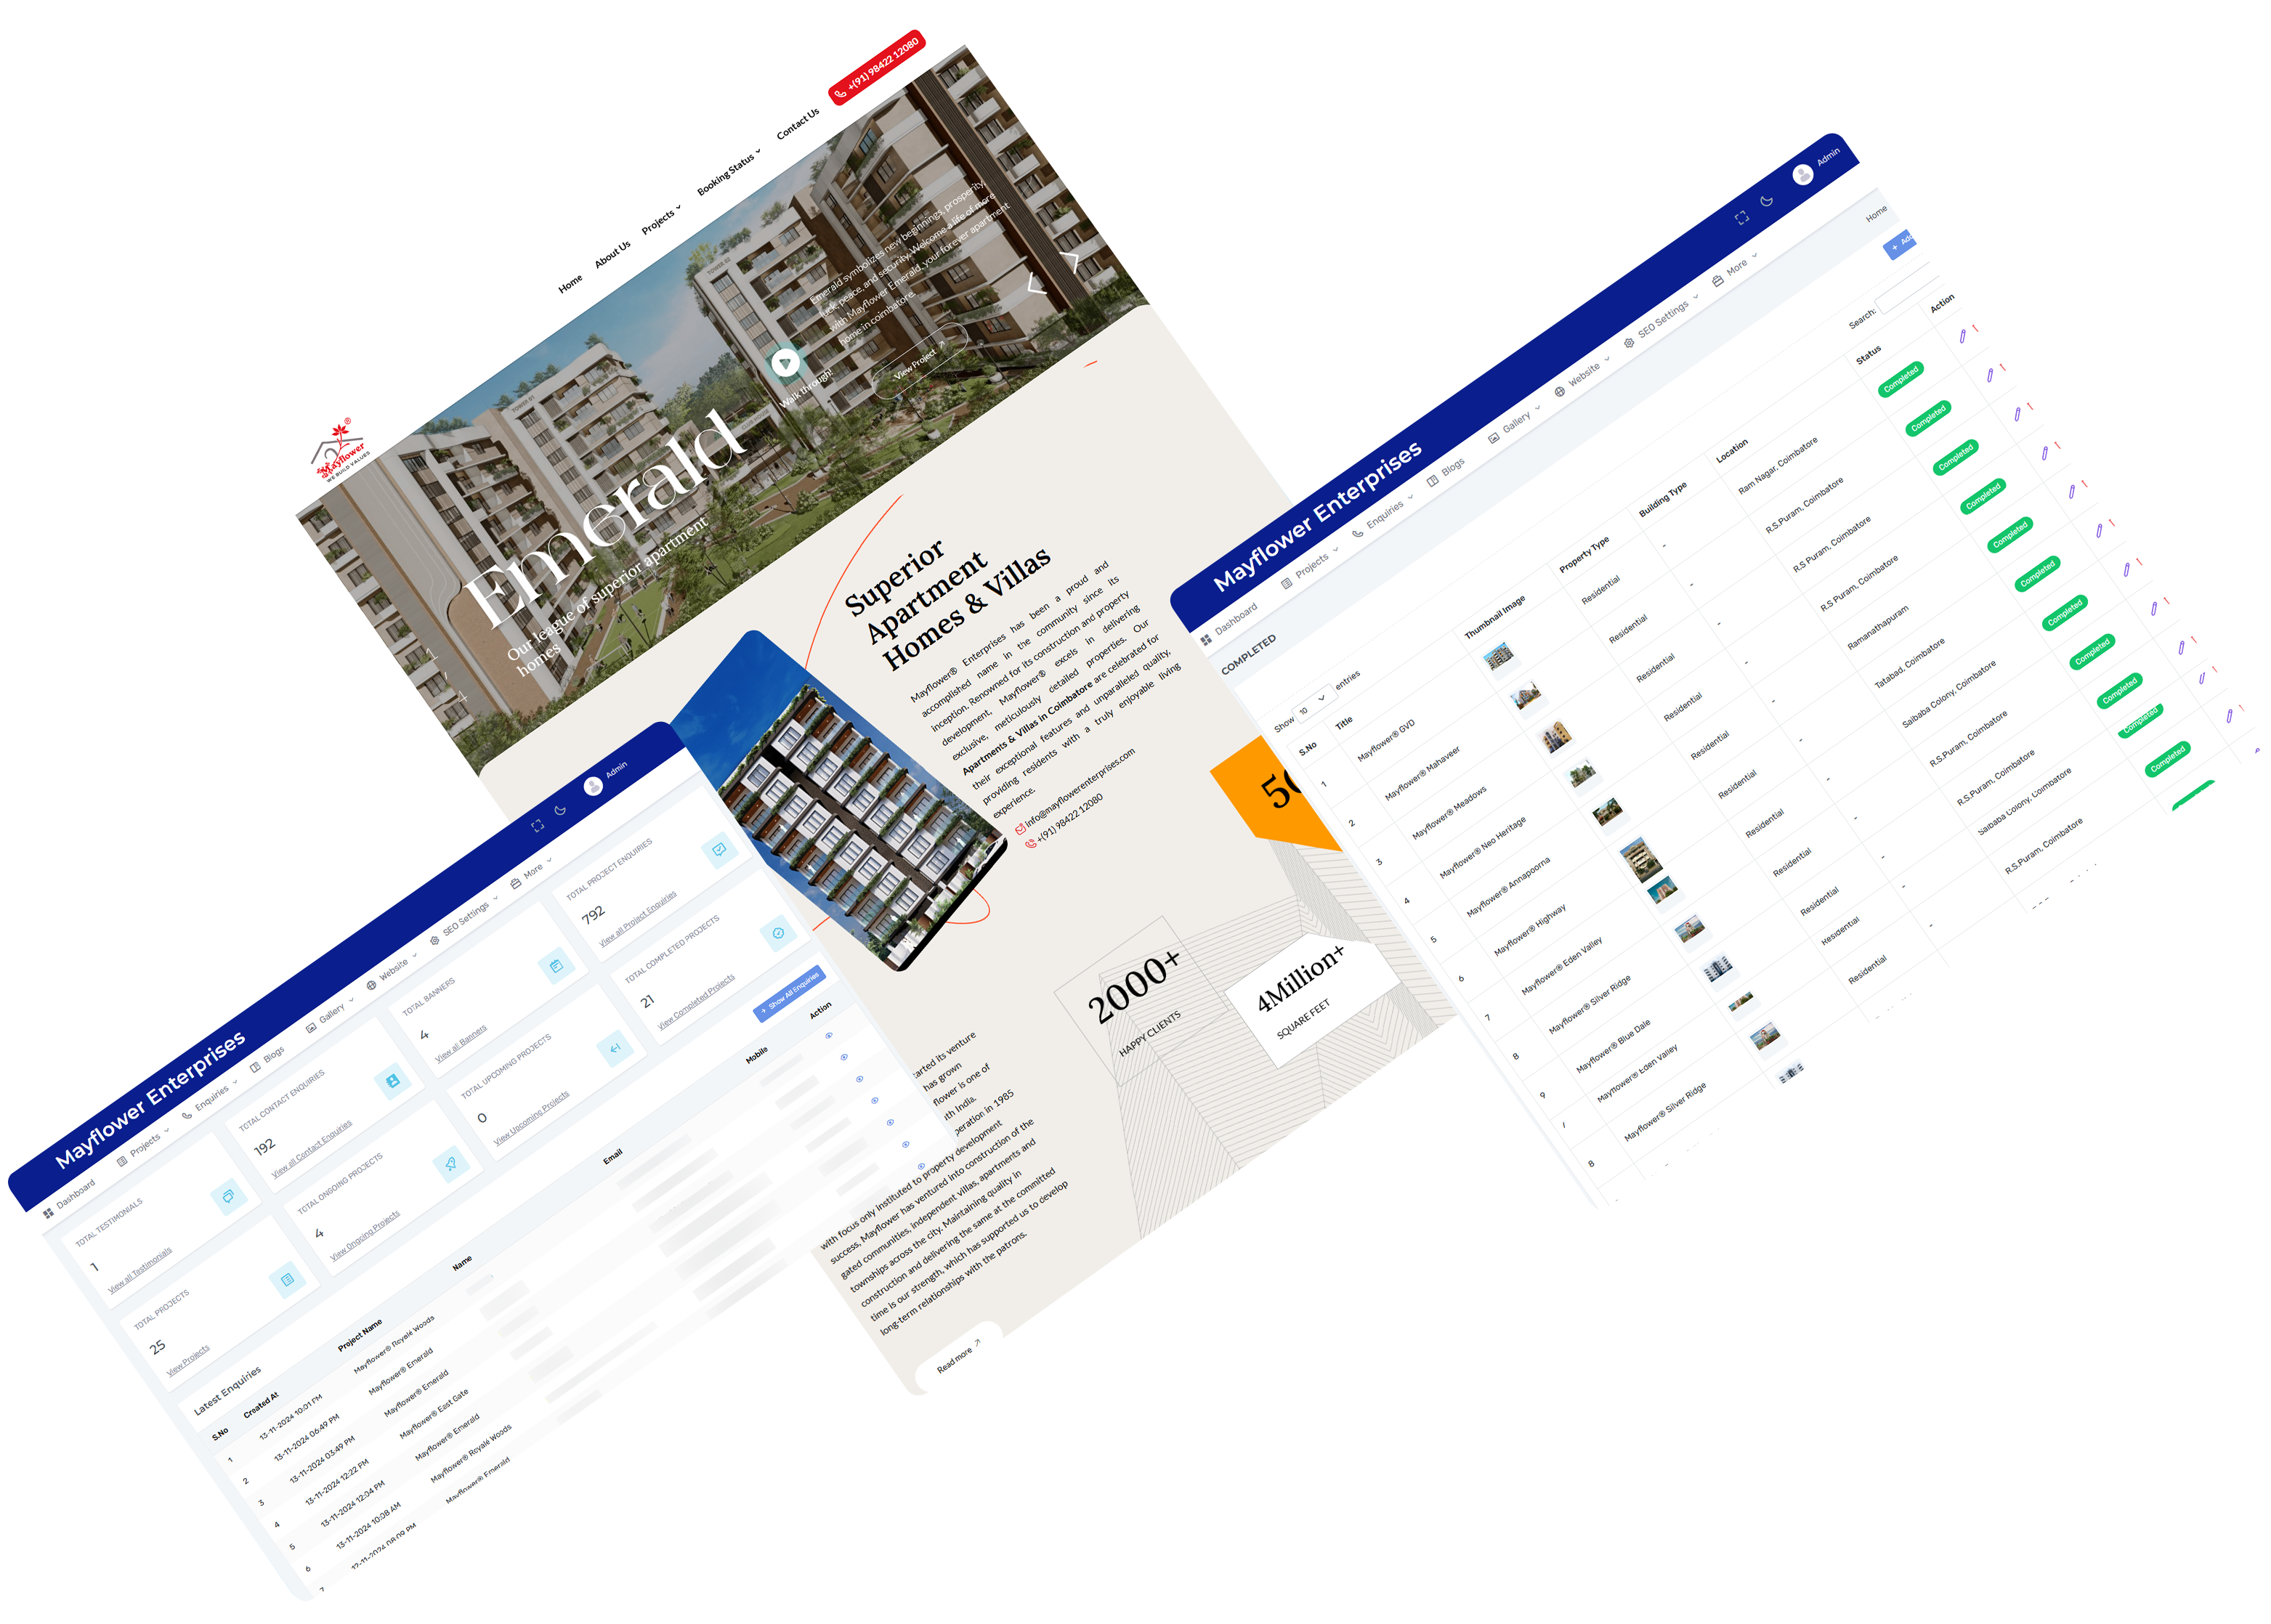 +(91) 98422 12080
Home
About Us
Projects
Booking Status
Contact Us
mayflower®
WE BUILD VALUES
TOWER 01
TOWER 02
Emerald
Our league of superior apartment
homes
1
4
Walk through!
Emerald symbolizes new beginnings, prosperity,
luck, peace, and security. Welcome a life of more
with Mayflower Emerald, your forever apartment
home in coimbatore.
View Project
Superior
Apartment
Homes & Villas
Mayflower® Enterprises has been a proud and
accomplished name in the community since its
inception. Renowned for its construction and property
development, Mayflower® excels in delivering
exclusive, meticulously detailed properties. Our
Apartments & Villas in Coimbatore are celebrated for
their exceptional features and unparalleled quality,
providing residents with a truly enjoyable living
experience.
info@mayflowerenterprises.com
+(91) 98422 12080
2000+
HAPPY CLIENTS
4Million+
SQUARE FEET
arted its venture
has grown
flower is one of
uth India.
peration in 1985
with focus only instituted to property development
success, Mayflower has ventured into construction of the
gated communities, independent villas, apartments and
townships across the city. Maintaining quality in
construction and delivering the same at the committed
time is our strength, which has supported us to develop
long-term relationships with the patrons.
Read more
Mayflower Enterprises
Admin
Dashboard
Projects
Enquiries
Blogs
Gallery
Website
SEO Settings
More
TOTAL TESTIMONIALS
1
View all Testimonials
TOTAL CONTACT ENQUIRIES
192
View all Contact Enquiries
TOTAL BANNERS
4
View all Banners
TOTAL PROJECT ENQUIRIES
792
View all Project Enquiries
TOTAL PROJECTS
25
View Projects
TOTAL ONGOING PROJECTS
4
View Ongoing Projects
TOTAL UPCOMING PROJECTS
0
View Upcoming Projects
TOTAL COMPLETED PROJECTS
21
View Completed Projects
Latest Enquiries
+ Show All Enquiries
S.No Created At Project Name Name Email Mobile Action
1 13-11-2024 10:01 PM Mayflower® Royale Woods
2 13-11-2024 06:49 PM Mayflower® Emerald
3 13-11-2024 03:49 PM Mayflower® Emerald
4 13-11-2024 12:22 PM Mayflower® East Gate
5 13-11-2024 12:04 PM Mayflower® Emerald
6 13-11-2024 10:08 AM Mayflower® Royale Woods
7 12-11-2024 08:09 PM Mayflower® Emerald
Mayflower Enterprises
Admin
Dashboard
Projects
Enquiries
Blogs
Gallery
Website
SEO Settings
More
COMPLETED
Home
+ Add
Show 10 entries
Search:
S.No Title Thumbnail Image Property Type Building Type Location Status Action
1 Mayflower® GVD Residential - Ram Nagar, Coimbatore Completed
2 Mayflower® Mahaveer Residential - R.S.Puram, Coimbatore Completed
3 Mayflower® Meadows Residential - R.S Puram, Coimbatore Completed
4 Mayflower® Neo Heritage Residential - R.S Puram, Coimbatore Completed
5 Mayflower® Annapoorna Residential - Ramanathapuram Completed
6 Mayflower® Highway Residential - Tatabad, Coimbatore Completed
7 Mayflower® Eden Valley Residential - Saibaba Colony, Coimbatore Completed
8 Mayflower® Silver Ridge Residential - R.S.Puram, Coimbatore Completed
9 Mayflower® Blue Dale Residential - R.S.Puram, Coimbatore Completed
7 Mayflower® Eden Valley Residential Saibaba Colony, Coimbatore Completed
8 Mayflower® Silver Ridge Residential - R.S.Puram, Coimbatore Completed